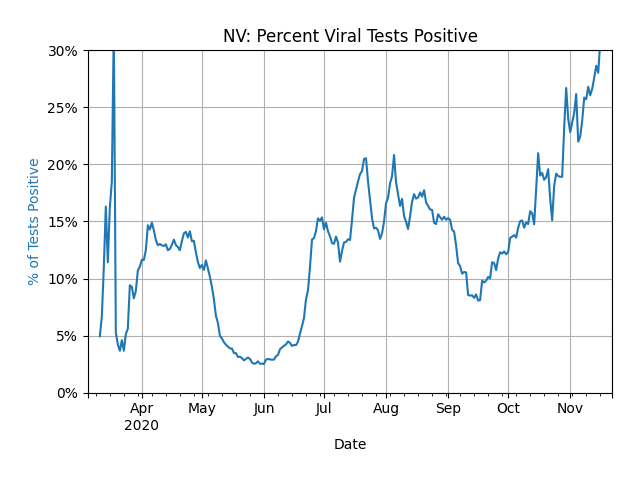 NV: Percent Viral Tests Positive
30%
25%
20%
15%
10%
5%
0%
% of Tests Positive
Apr May Jun Jul Aug Sep Oct Nov
2020
Date